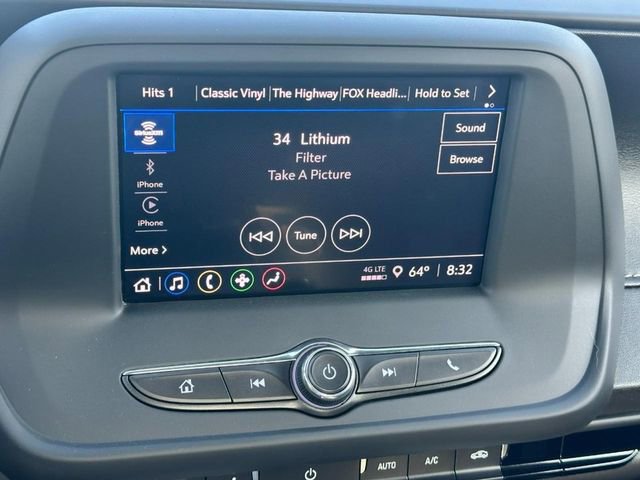 Hits 1 Classic Vinyl The Highway FOX Headli... Hold to Set
SiriusXM
iPhone
iPhone
More >
34 Lithium
Filter
Take A Picture
Sound
Browse
Tune
4G LTE 64° 8:32
AUTO A/C